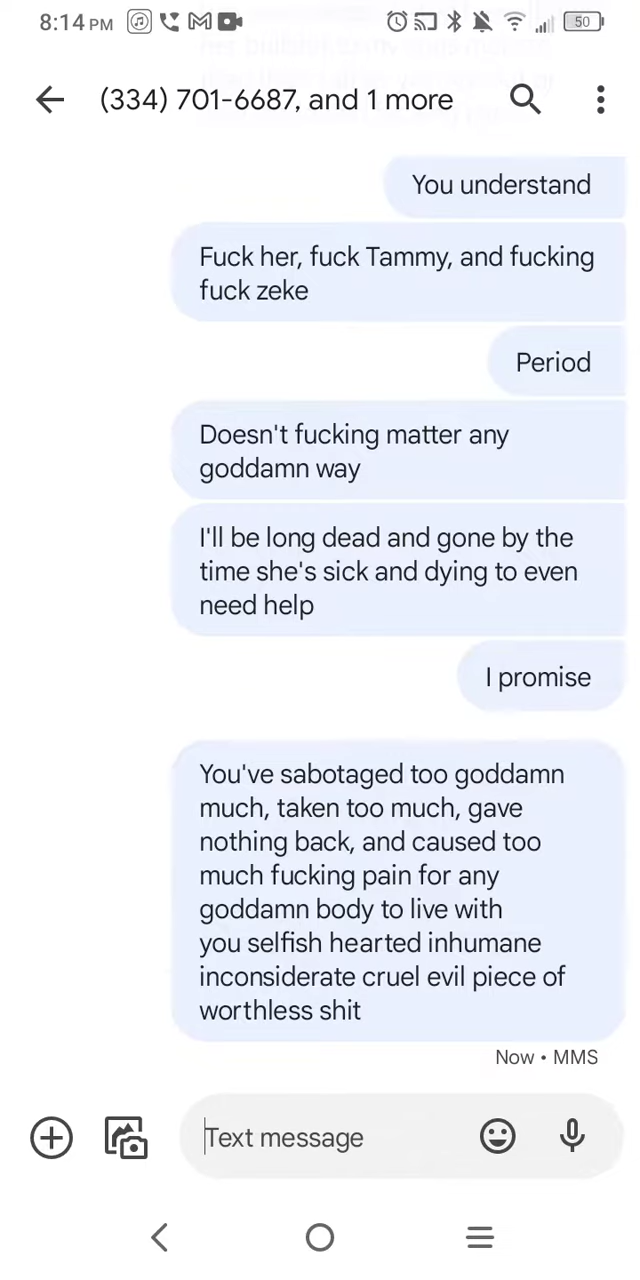 8:14 PM
50
(334) 701-6687, and 1 more
You understand
Fuck her, fuck Tammy, and fucking
fuck zeke
Period
Doesn't fucking matter any
goddamn way
I'll be long dead and gone by the
time she's sick and dying to even
need help
I promise
You've sabotaged too goddamn
much, taken too much, gave
nothing back, and caused too
much fucking pain for any
goddamn body to live with
you selfish hearted inhumane
inconsiderate cruel evil piece of
worthless shit
Now • MMS
Text message